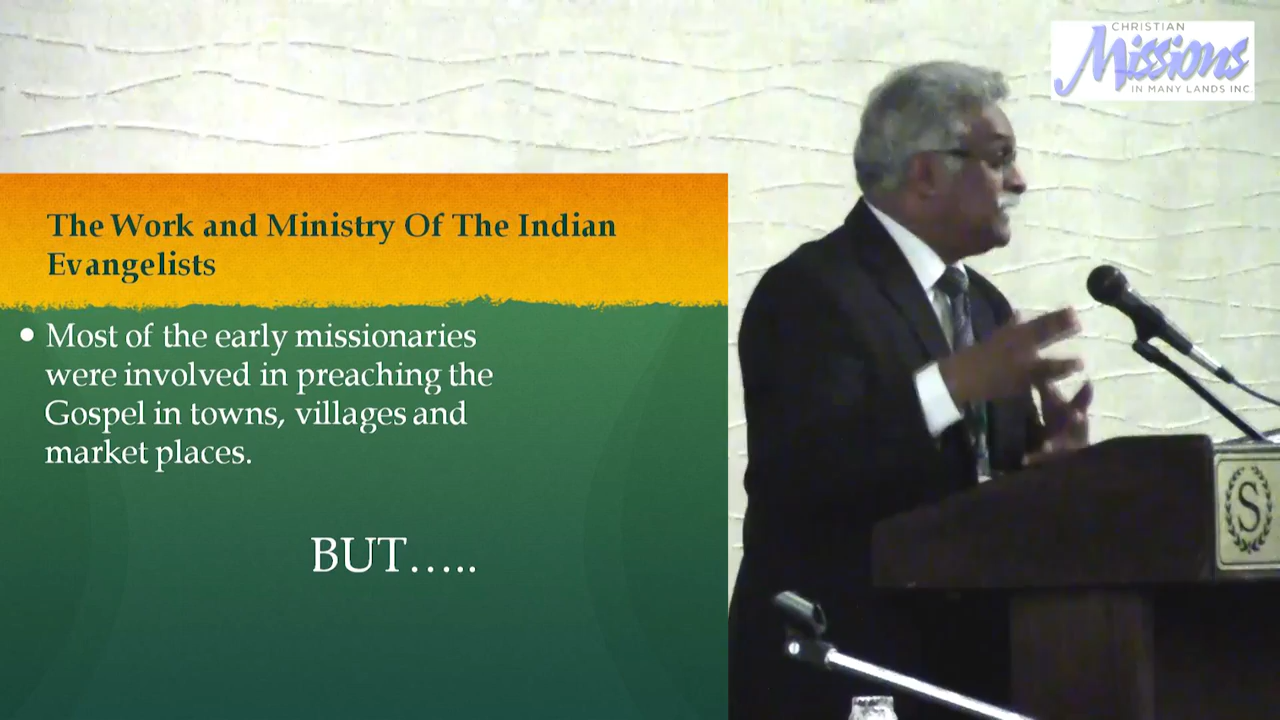 CHRISTIAN
Missions
IN MANY LANDS INC.
The Work and Ministry Of The Indian
Evangelists
• Most of the early missionaries
were involved in preaching the
Gospel in towns, villages and
market places.
BUT.....
S